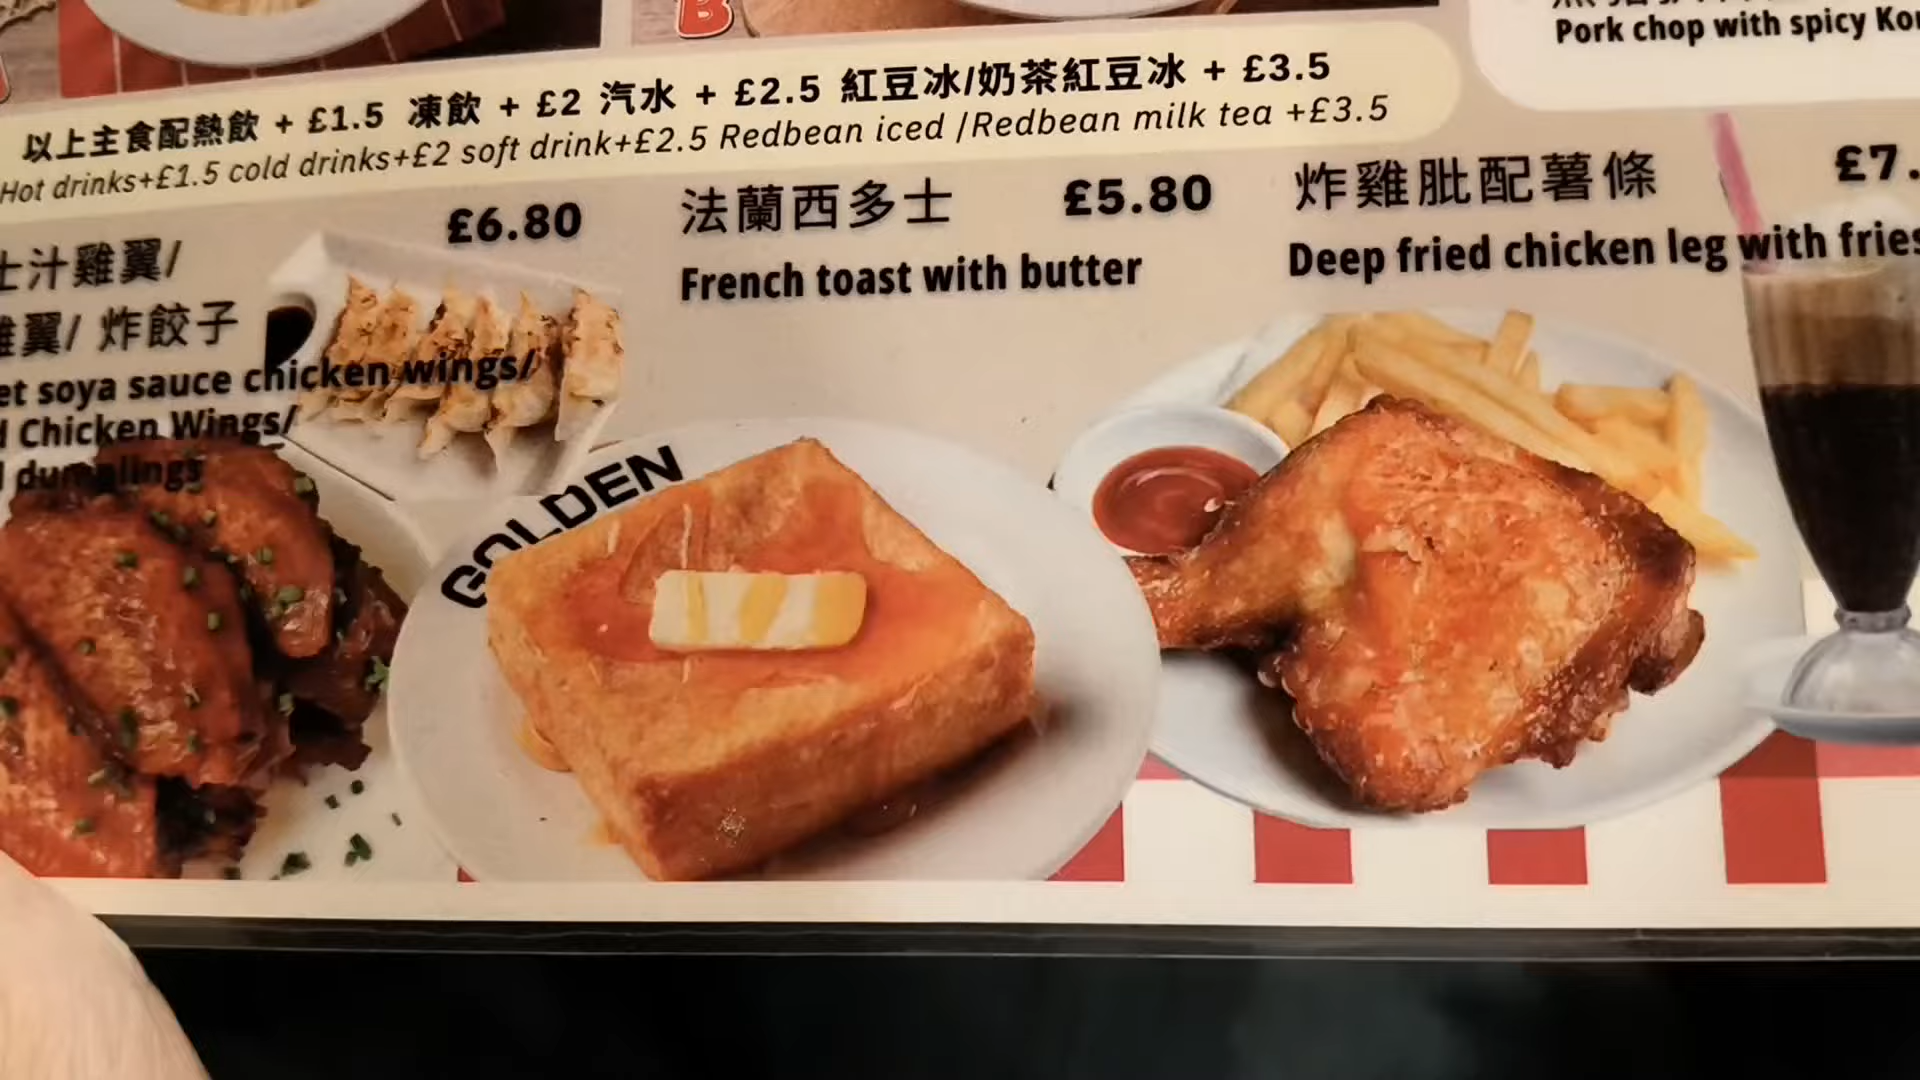 B
Pork chop with spicy
以上主食配熱飲 + £1.5 凍飲 + £2 汽水 + £2.5 紅豆冰/奶茶紅豆冰 + £3.5
Hot drinks+£1.5 cold drinks+£2 soft drink+£2.5 Redbean iced /Redbean milk tea +£3.5
£6.80
士汁雞翼/
雞翼/ 炸餃子
soya sauce chicken wings/
Chicken Wings/
dumplings
法蘭西多士 £5.80
French toast with butter
炸雞肶配薯條 £7.
Deep fried chicken leg with fries
GOLDEN